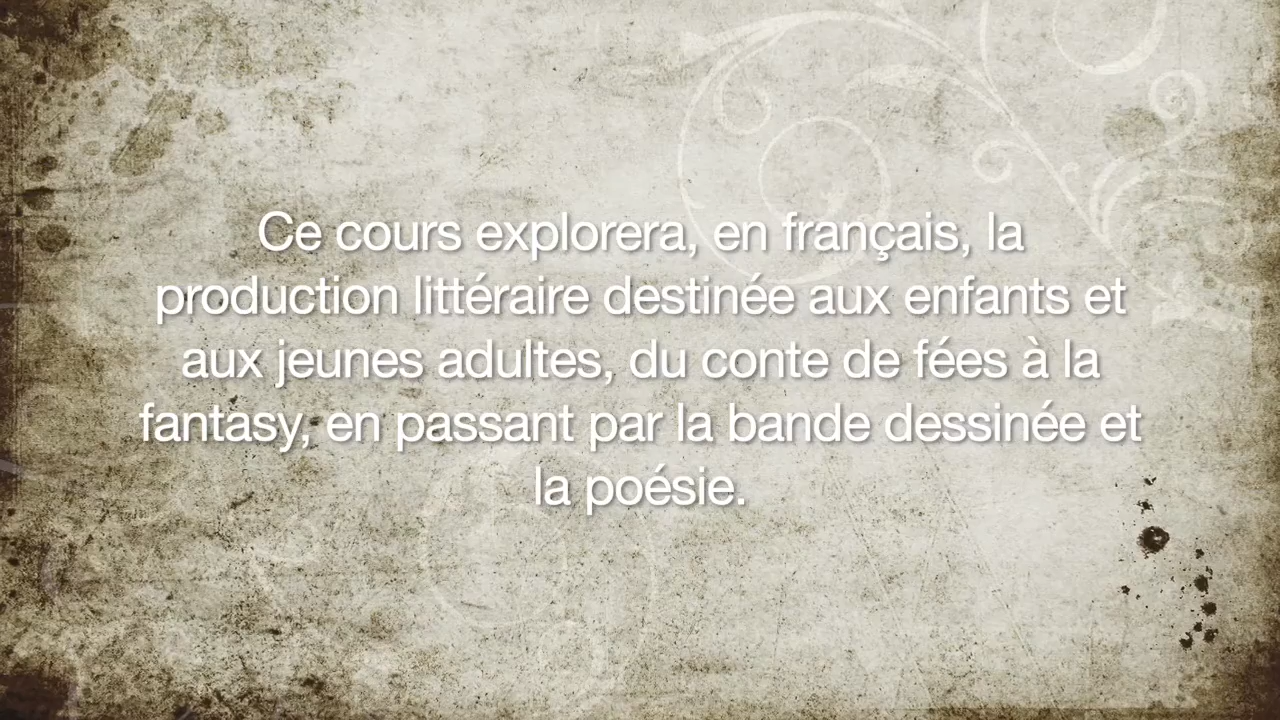 Ce cours explorera, en français, la
production littéraire destinée aux enfants et
aux jeunes adultes, du conte de fées à la
fantasy, en passant par la bande dessinée et
la poésie.